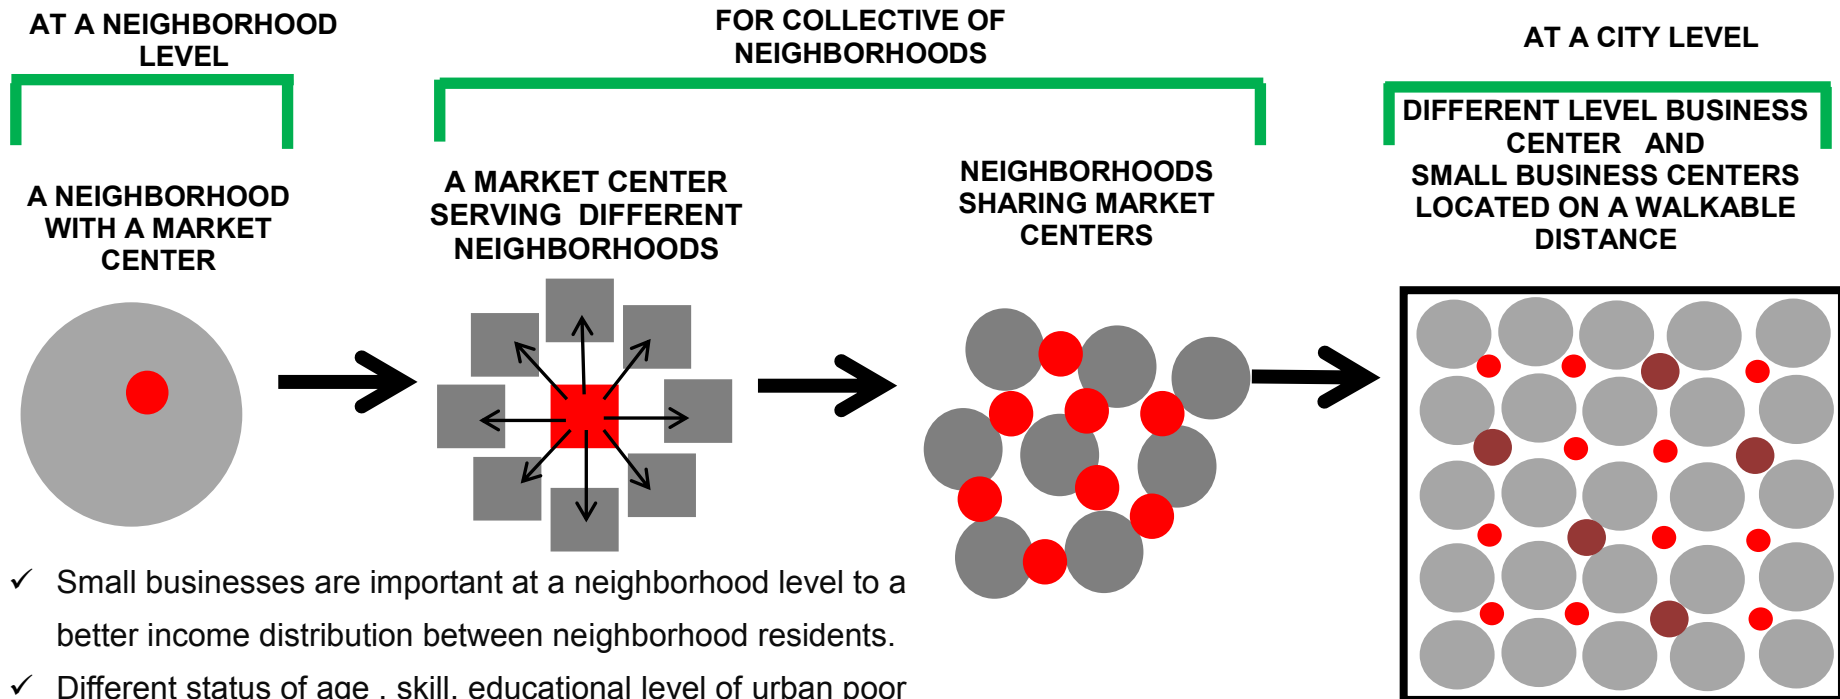 AT A NEIGHBORHOOD
LEVEL
FOR COLLECTIVE OF
NEIGHBORHOODS
AT A CITY LEVEL
A NEIGHBORHOOD
WITH A MARKET
CENTER
A MARKET CENTER
SERVING DIFFERENT
NEIGHBORHOODS
NEIGHBORHOODS
SHARING MARKET
CENTERS
DIFFERENT LEVEL BUSINESS
CENTER AND
SMALL BUSINESS CENTERS
LOCATED ON A WALKABLE
DISTANCE
✓ Small businesses are important at a neighborhood level to a
better income distribution between neighborhood residents.
✓ Different status of age , skill, educational level of urban poor